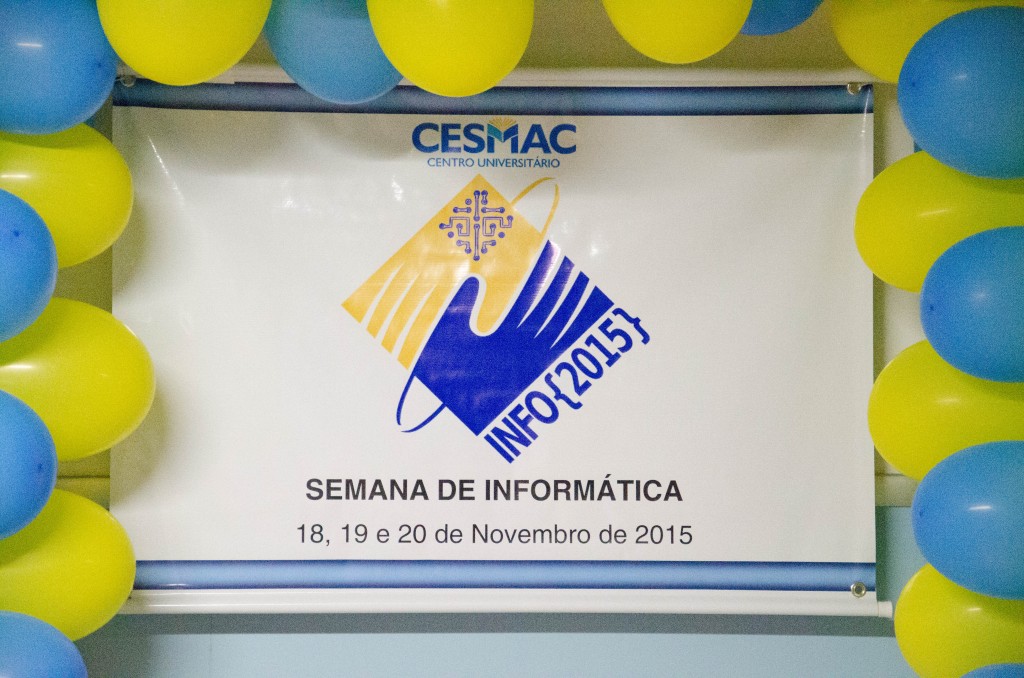 CESMAC
CENTRO UNIVERSITÁRIO
INFO{2015}
SEMANA DE INFORMÁTICA
18, 19 e 20 de Novembro de 2015